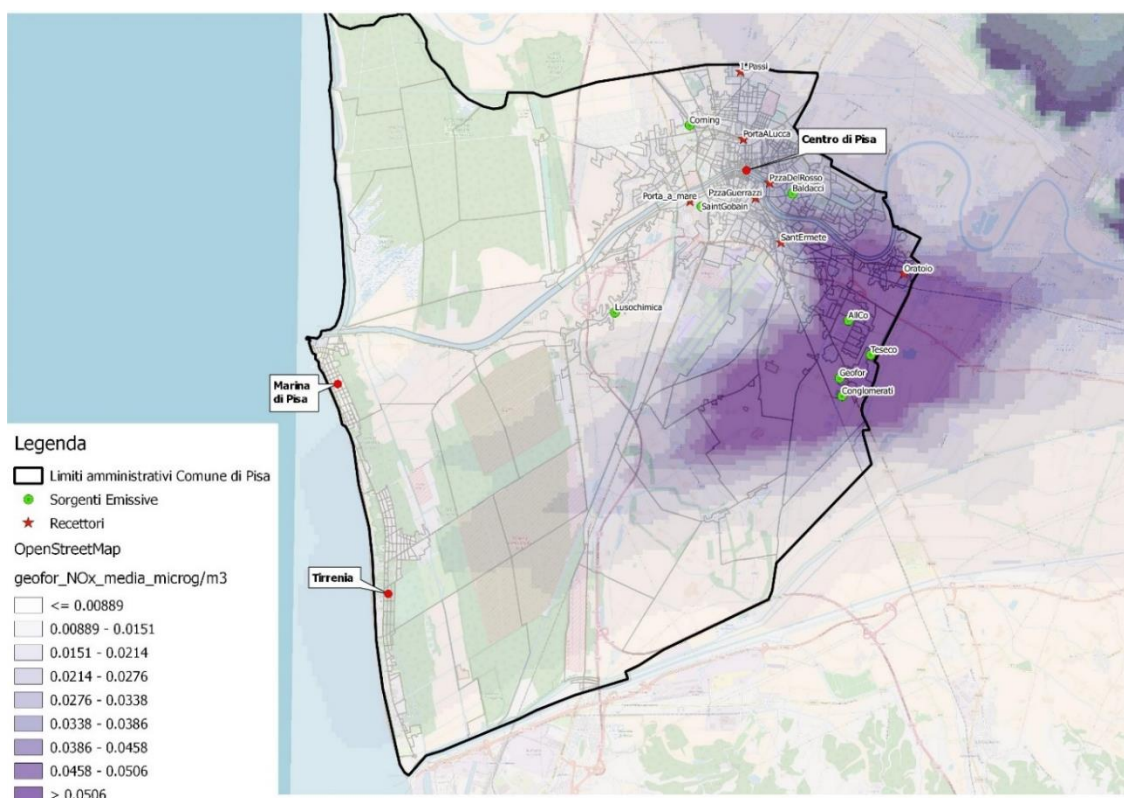 I_Passi
Corning
PortaALucca
Centro di Pisa
PzzaDelRosso
Baldacci
Porta_a_mare
PzzaGuerrazzi
SaintGobain
SantErmete
Oratoio
Lusochimica
AllCo
Teseco
Geofor
Conglomerati
Marina
di Pisa
Tirrenia
Legenda
Limiti amministrativi Comune di Pisa
Sorgenti Emissive
Recettori
OpenStreetMap
geofor_NOx_media_microg/m3
<= 0.00889
0.00889 - 0.0151
0.0151 - 0.0214
0.0214 - 0.0276
0.0276 - 0.0338
0.0338 - 0.0386
0.0386 - 0.0458
0.0458 - 0.0506
> 0.0506